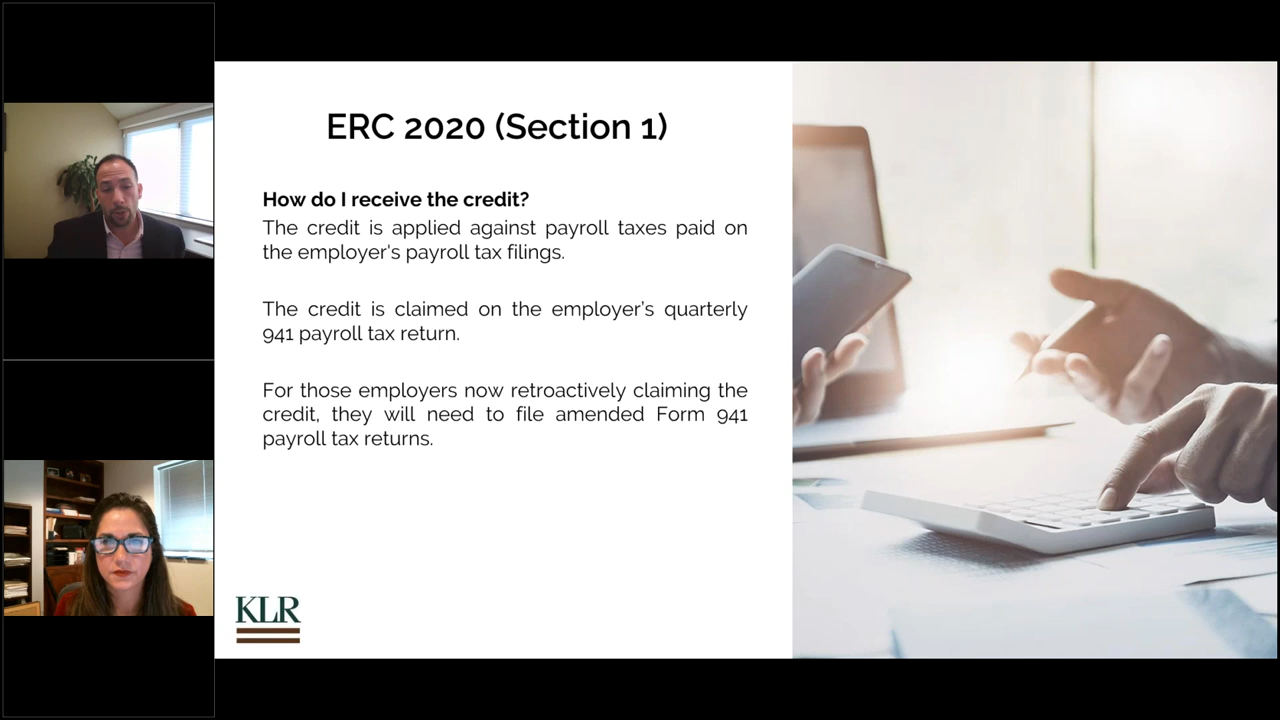 ERC 2020 (Section 1)
How do I receive the credit?
The credit is applied against payroll taxes paid on
the employer's payroll tax filings.
The credit is claimed on the employer’s quarterly
941 payroll tax return.
For those employers now retroactively claiming the
credit, they will need to file amended Form 941
payroll tax returns.
KLR